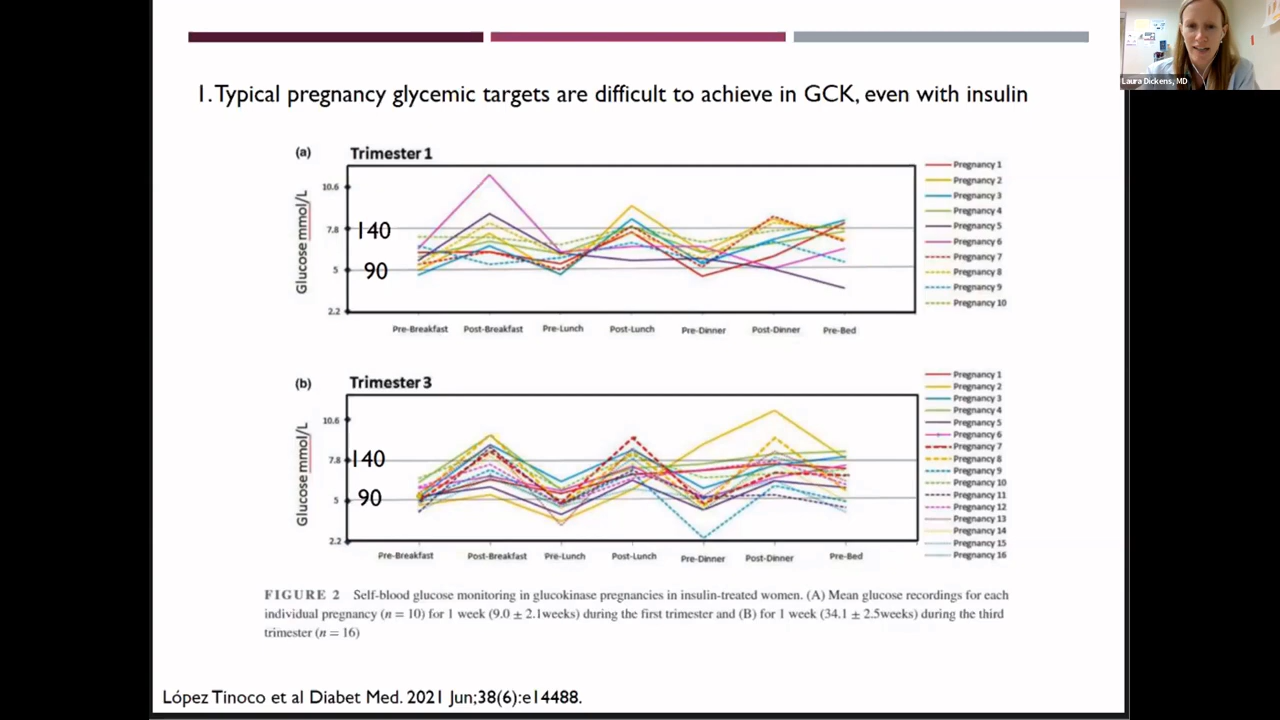 Laura Dickens, MD
1. Typical pregnancy glycemic targets are difficult to achieve in GCK, even with insulin
(a)
Trimester 1
Glucose mmol/L
10.6
7.8
5
2.2
140
90
Pre-Breakfast
Post-Breakfast
Pre-Lunch
Post-Lunch
Pre-Dinner
Post-Dinner
Pre-Bed
Pregnancy 1
Pregnancy 2
Pregnancy 3
Pregnancy 4
Pregnancy 5
Pregnancy 6
Pregnancy 7
Pregnancy 8
Pregnancy 9
Pregnancy 10
(b)
Trimester 3
Glucose mmol/L
10.6
7.8
5
2.2
140
90
Pre-Breakfast
Post-Breakfast
Pre-Lunch
Post-Lunch
Pre-Dinner
Post-Dinner
Pre-Bed
Pregnancy 1
Pregnancy 2
Pregnancy 3
Pregnancy 4
Pregnancy 5
Pregnancy 6
Pregnancy 7
Pregnancy 8
Pregnancy 9
Pregnancy 10
Pregnancy 11
Pregnancy 12
Pregnancy 13
Pregnancy 14
Pregnancy 15
Pregnancy 16
FIGURE 2 Self-blood glucose monitoring in glucokinase pregnancies in insulin-treated women. (A) Mean glucose recordings for each
individual pregnancy (n = 10) for 1 week (9.0 ± 2.1weeks) during the first trimester and (B) for 1 week (34.1 ± 2.5weeks) during the third
trimester (n = 16)
López Tinoco et al Diabet Med. 2021 Jun;38(6):e14488.